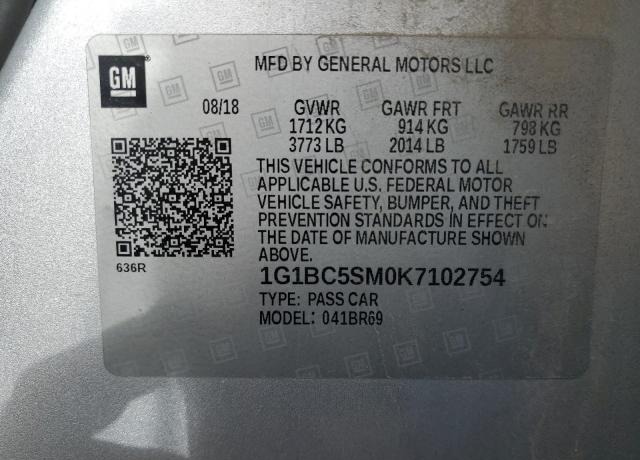 GM
MFD BY GENERAL MOTORS LLC
08/18 GVWR GAWR FRT GAWR RR
1712 KG 914 KG 798 KG
3773 LB 2014 LB 1759 LB
THIS VEHICLE CONFORMS TO ALL
APPLICABLE U.S. FEDERAL MOTOR
VEHICLE SAFETY, BUMPER, AND THEFT
PREVENTION STANDARDS IN EFFECT ON
THE DATE OF MANUFACTURE SHOWN
ABOVE.
636R
1G1BC5SM0K7102754
TYPE: PASS CAR
MODEL: 041BR69